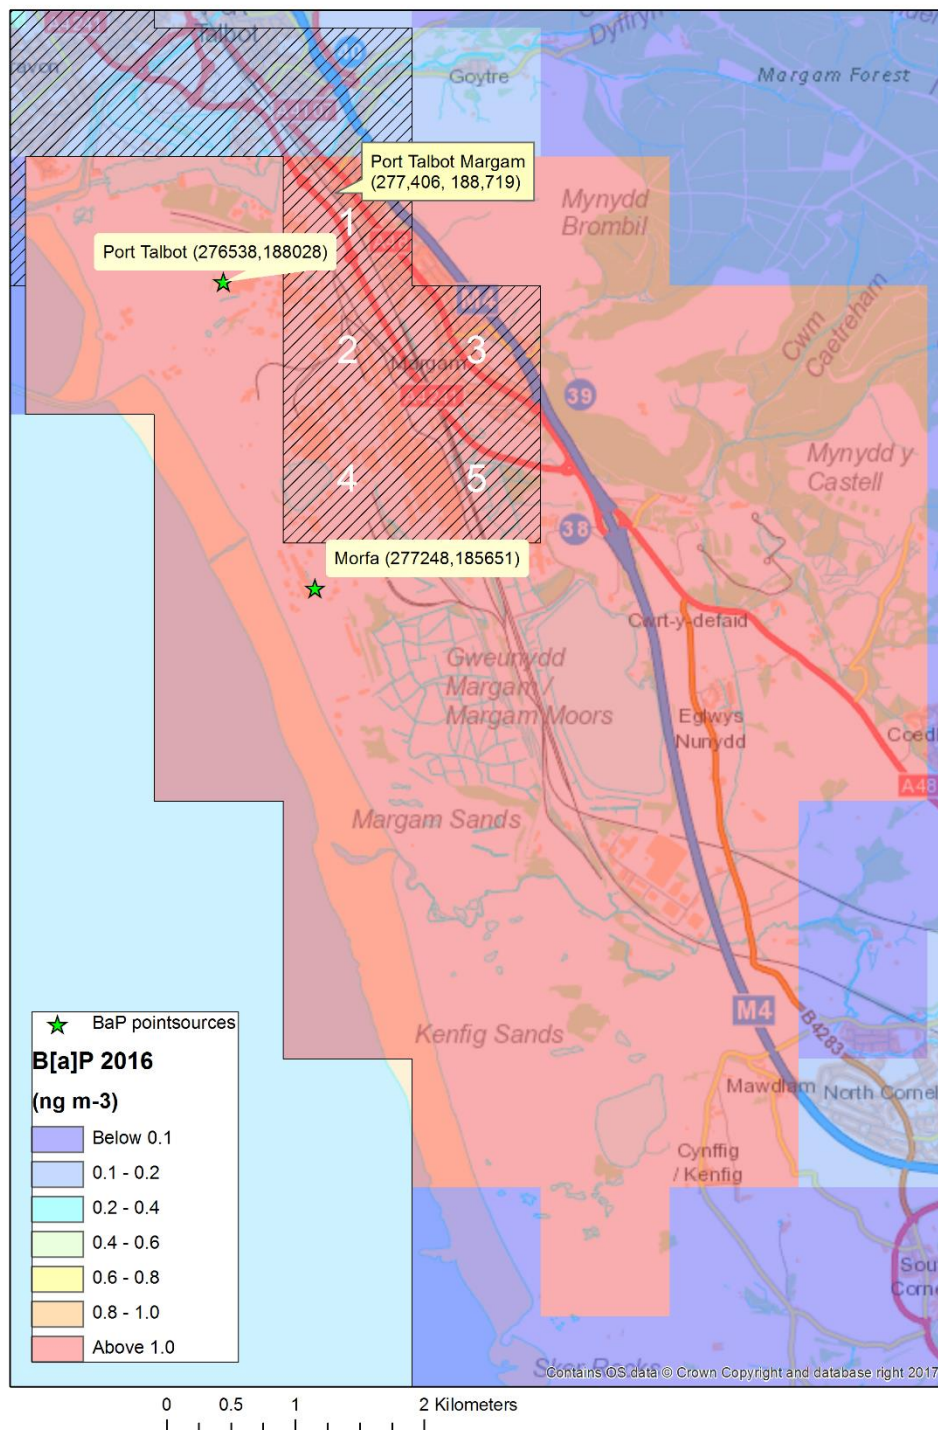 Talbot
Goytre
Margam Forest
Port Talbot Margam
(277,406, 188,719)
Mynydd
Brombil
1
Port Talbot (276538,188028)
M4
Cwm
Caetreham
2
3
Margam
39
4
5
Mynydd y
Castell
38
Morfa (277248,185651)
Cwrt-y-defaid
Gweunydd
Margam /
Margam Moors
Eglwys
Nunydd
A48
Margam Sands
Kenfig Sands
M4
B4283
Mawdlam
North Cornel
Cynffig
/ Kenfig
BaP pointsources
B[a]P 2016
(ng m-3)
Below 0.1
0.1 - 0.2
0.2 - 0.4
0.4 - 0.6
0.6 - 0.8
0.8 - 1.0
Above 1.0
Sker Rocks
Contains OS data © Crown Copyright and database right 2017
0 0.5 1 2 Kilometers